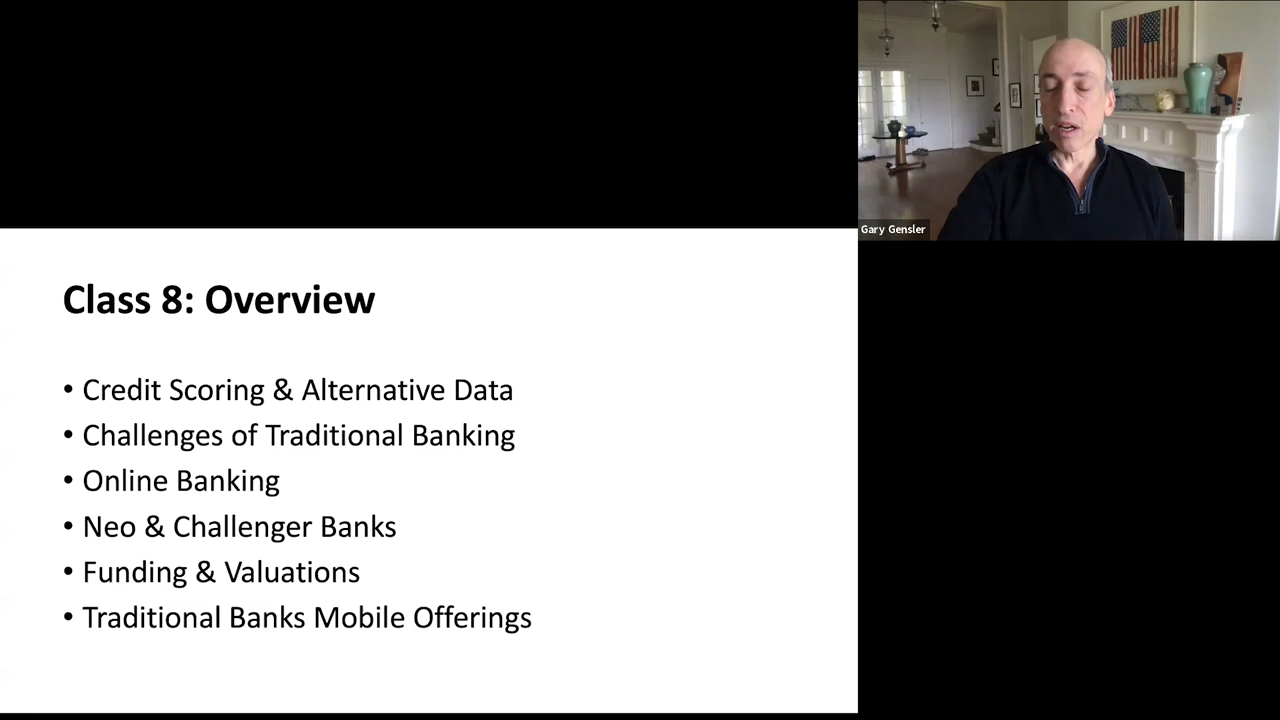 Gary Gensler
Class 8: Overview
• Credit Scoring & Alternative Data
• Challenges of Traditional Banking
• Online Banking
• Neo & Challenger Banks
• Funding & Valuations
• Traditional Banks Mobile Offerings